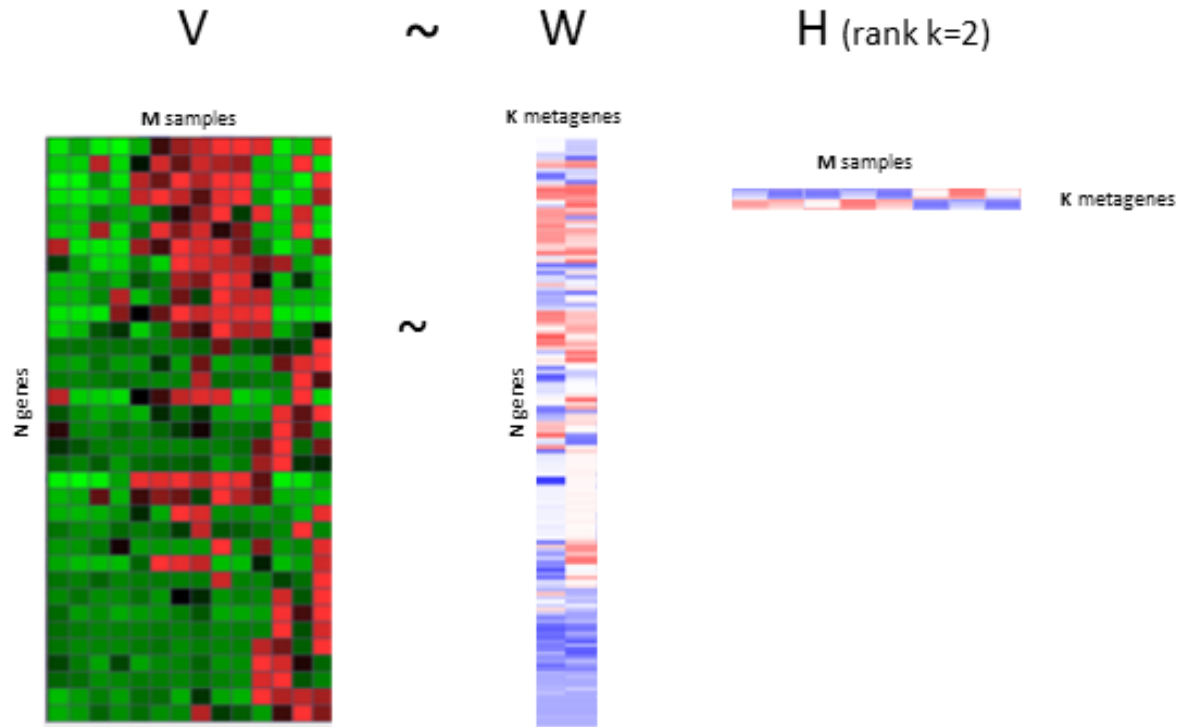 V ~ W H (rank k=2)
M samples
K metagenes
M samples
K metagenes
~
N genes
N genes